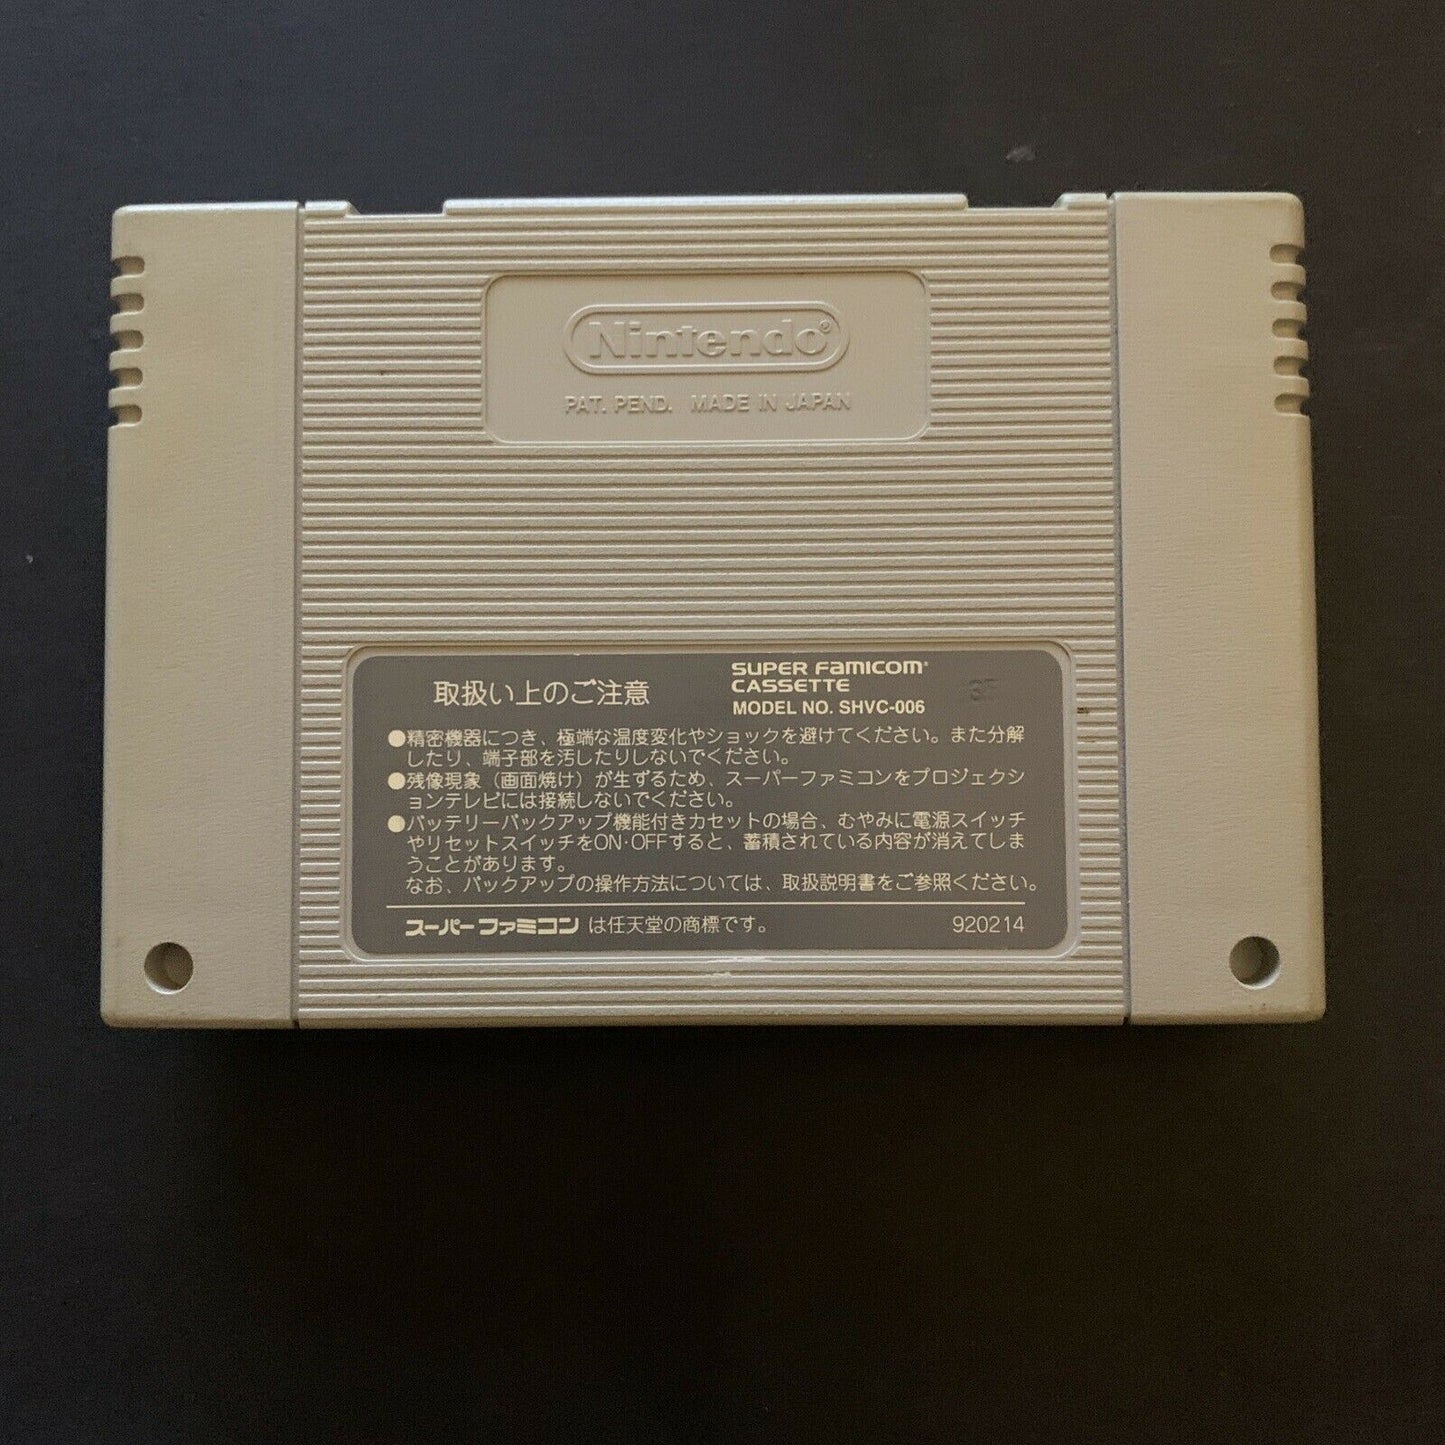 Nintendo®
PAT. PEND. MADE IN JAPAN
取扱い上のご注意
SUPER FAMICOM®
CASSETTE
MODEL NO. SHVC-006
●精密機器につき、極端な温度変化やショックを避けてください。また分解
したり、端子部を汚したりしないでください。
●残像現象（画面焼け）が生ずるため、スーパーファミコンをプロジェクシ
ョンテレビには接続しないでください。
●バッテリーバックアップ機能付きカセットの場合、むやみに電源スイッチ
やリセットスイッチをON・OFFすると、蓄積されている内容が消えてしま
うことがあります。
なお、バックアップの操作方法については、取扱説明書をご参照ください。
スーパーファミコンは任天堂の商標です。 920214